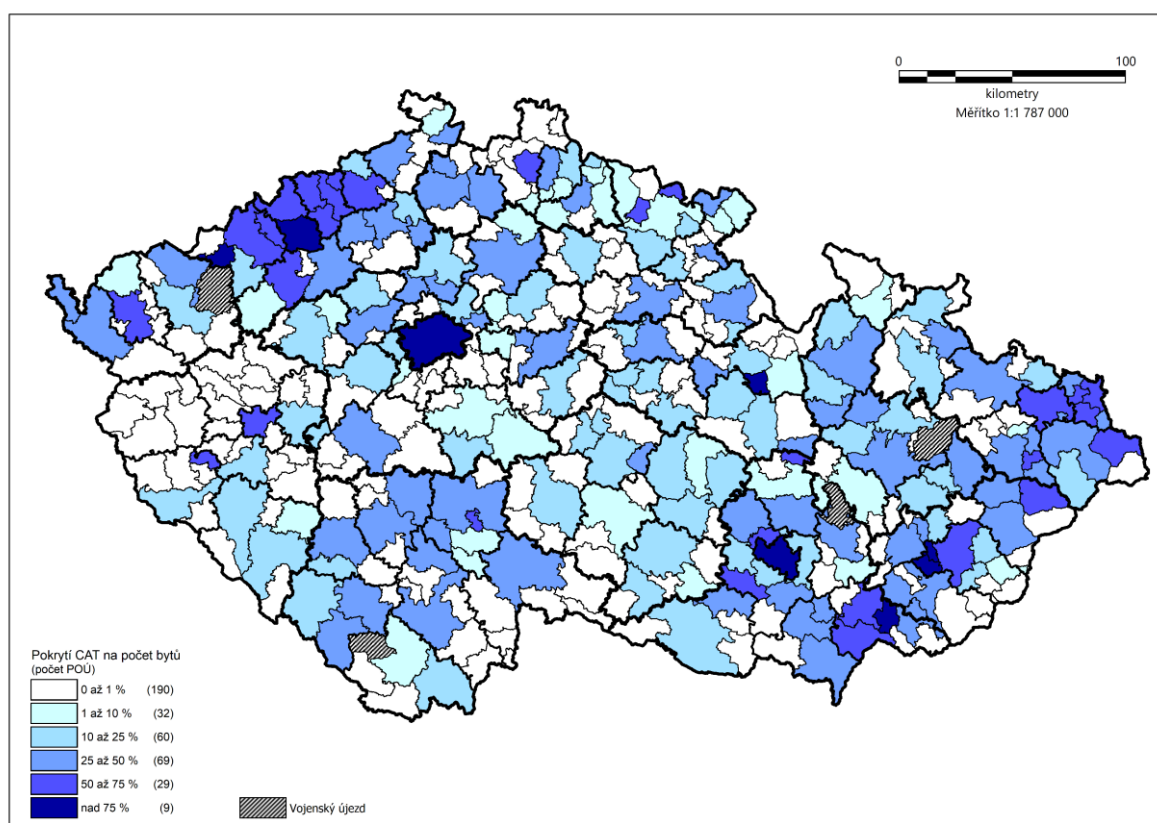 0 100
kilometry
Měřítko 1:1 787 000
Pokrytí CAT na počet bytů
(počet POÚ)
0 až 1 % (190)
1 až 10 % (32)
10 až 25 % (60)
25 až 50 % (69)
50 až 75 % (29)
nad 75 % (9)
Vojenský újezd